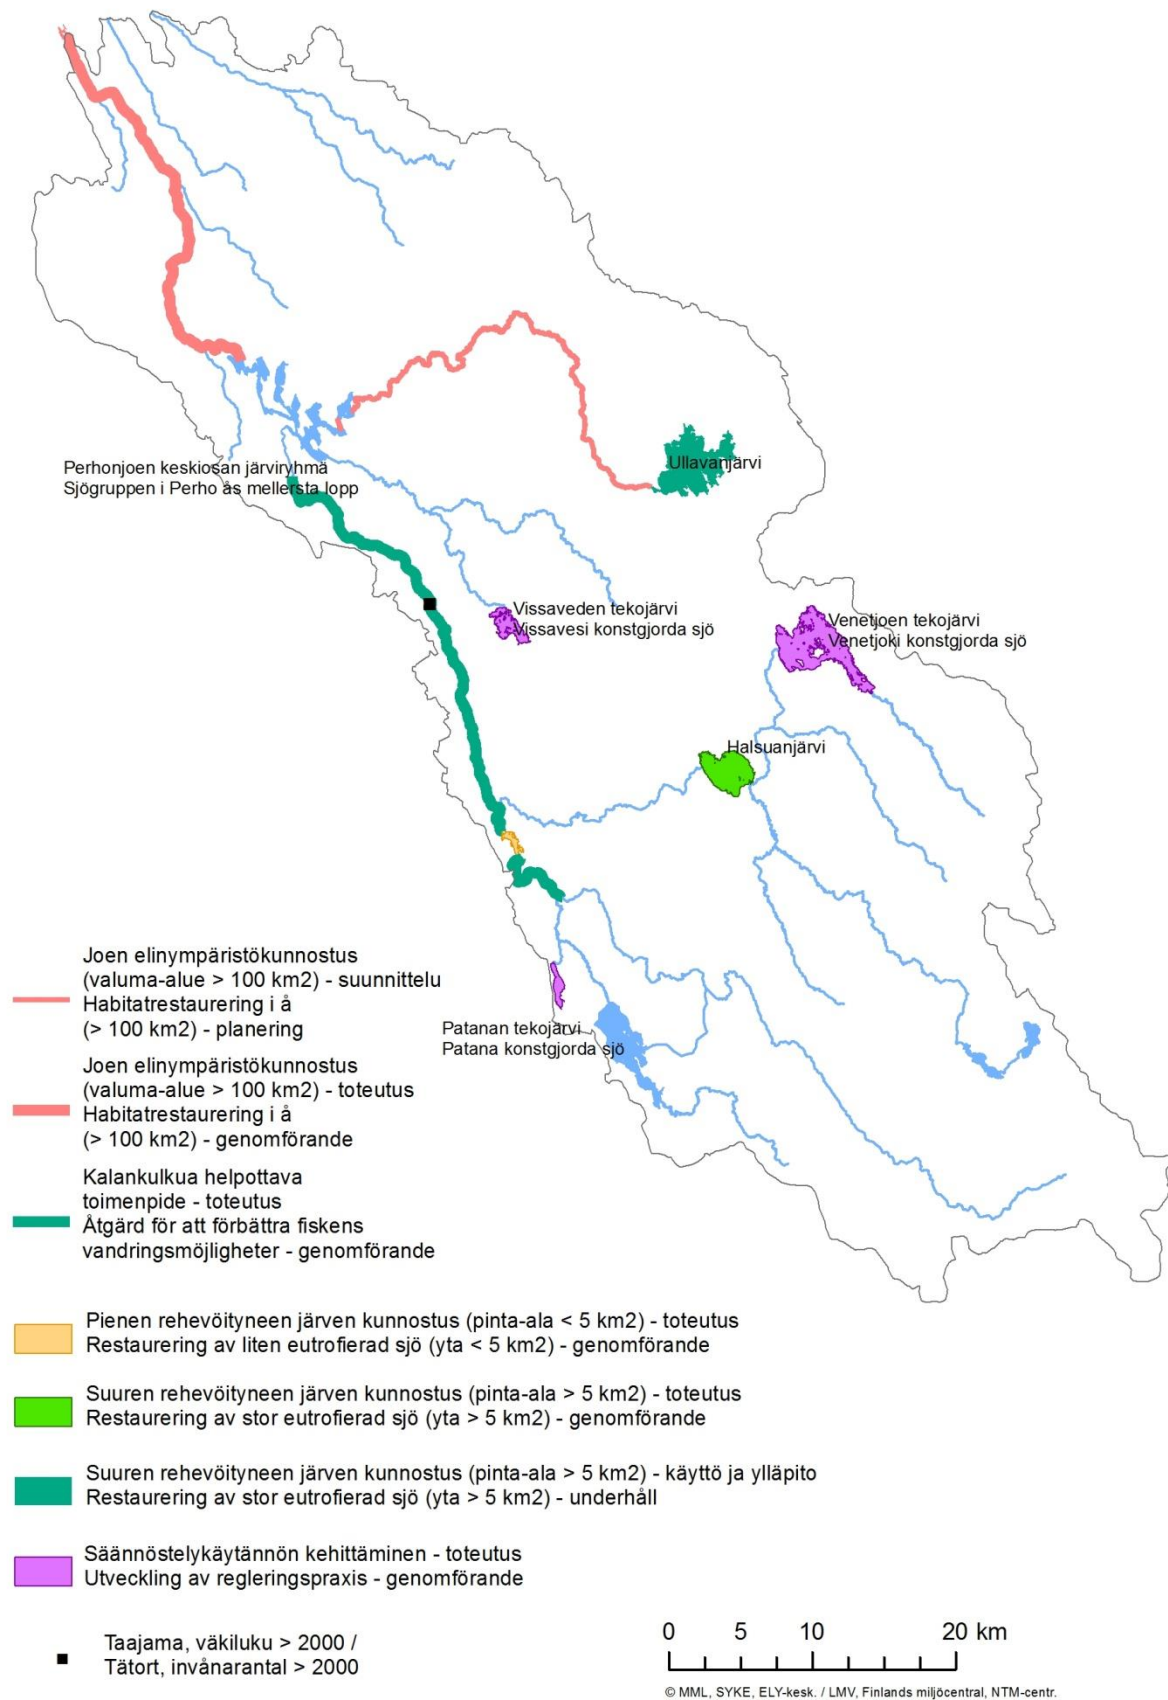 Ullavanjärvi
Perhonjoen keskiosan järviryhmä
Sjögruppen i Perho ås mellersta lopp
Vissaveden tekojärvi
Vissavesi konstgjorda sjö
Venetjoen tekojärvi
Venetjoki konstgjorda sjö
Halsuanjärvi
Patanan tekojärvi
Patana konstgjorda sjö
Joen elinympäristökunnostus
(valuma-alue > 100 km2) - suunnittelu
Habitatrestaurering i å
(> 100 km2) - planering
Joen elinympäristökunnostus
(valuma-alue > 100 km2) - toteutus
Habitatrestaurering i å
(> 100 km2) - genomförande
Kalankulkua helpottava
toimenpide - toteutus
Åtgärd för att förbättra fiskens
vandringsmöjligheter - genomförande
Pienen rehevöityneen järven kunnostus (pinta-ala < 5 km2) - toteutus
Restaurering av liten eutrofierad sjö (yta < 5 km2) - genomförande
Suuren rehevöityneen järven kunnostus (pinta-ala > 5 km2) - toteutus
Restaurering av stor eutrofierad sjö (yta > 5 km2) - genomförande
Suuren rehevöityneen järven kunnostus (pinta-ala > 5 km2) - käyttö ja ylläpito
Restaurering av stor eutrofierad sjö (yta > 5 km2) - underhåll
Säännöstelykäytännön kehittäminen - toteutus
Utveckling av regleringspraxis - genomförande
Taajama, väkiluku > 2000 /
Tätort, invånarantal > 2000
0 5 10 20 km
© MML, SYKE, ELY-kesk. / LMV, Finlands miljöcentral, NTM-centr.